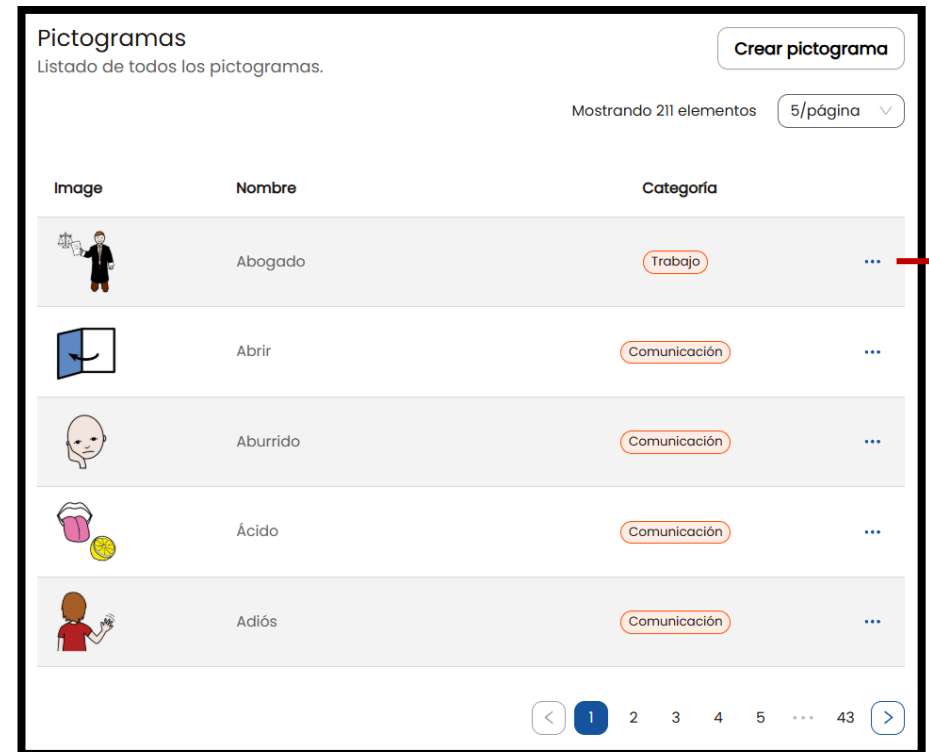 Pictogramas
Crear pictograma
Listado de todos los pictogramas.
Mostrando 211 elementos 5/página
Image Nombre Categoría
Abogado Trabajo ...
Abrir Comunicación ...
Aburrido Comunicación ...
Ácido Comunicación ...
Adiós Comunicación ...
< 1 2 3 4 5 ... 43 >